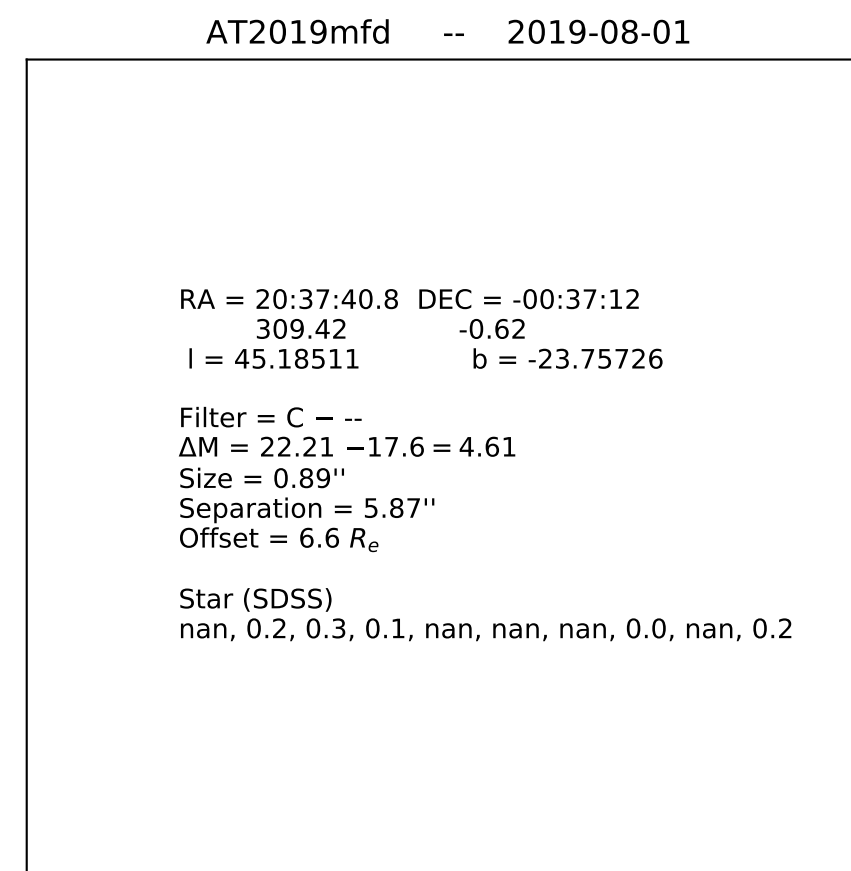 AT2019mfd -- 2019-08-01
RA = 20:37:40.8 DEC = -00:37:12
309.42 -0.62
l = 45.18511 b = -23.75726
Filter = C − --
ΔM = 22.21 −17.6 = 4.61
Size = 0.89''
Separation = 5.87''
Offset = 6.6 Re
Star (SDSS)
nan, 0.2, 0.3, 0.1, nan, nan, nan, 0.0, nan, 0.2